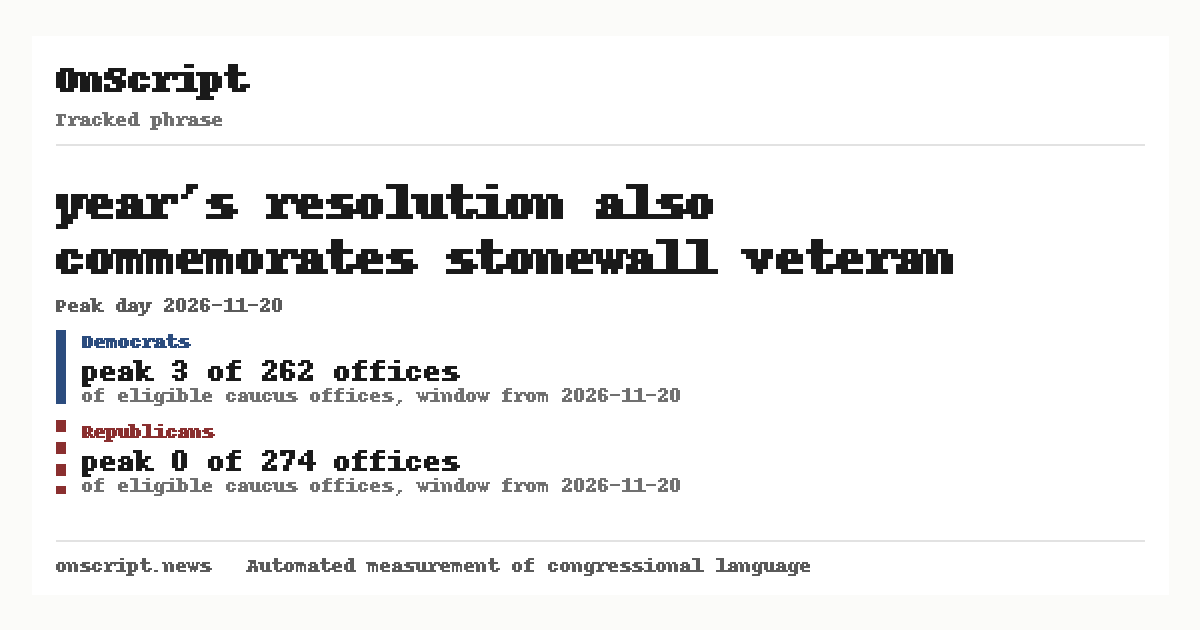 OnScript
Tracked phrase
year's resolution also
commemorates stonewall veteran
Peak day 2026-11-20
Democrats
peak 3 of 262 offices
of eligible caucus offices, window from 2026-11-20
Republicans
peak 0 of 274 offices
of eligible caucus offices, window from 2026-11-20
onscript.news Automated measurement of congressional language